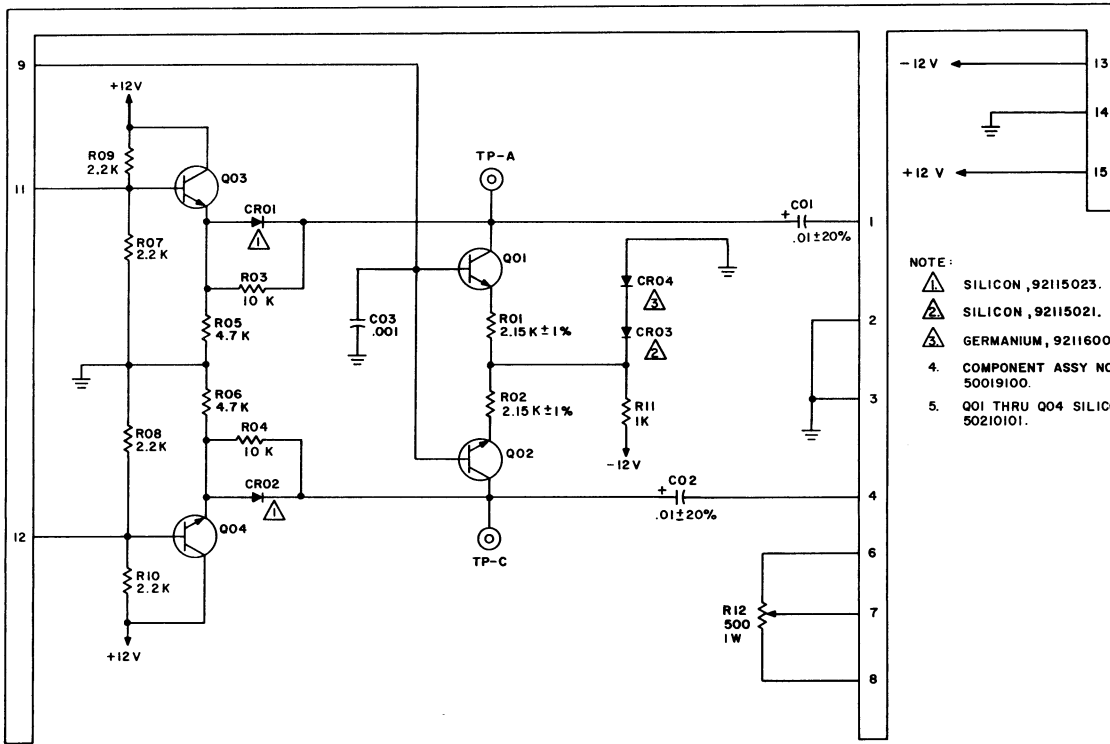 9
+12V
R09
2.2K
11
Q03
CR01
1
R07
2.2K
R03
10 K
R05
4.7K
R06
4.7K
R04
10 K
R08
2.2K
CR02
1
12
Q04
R10
2.2K
+12V
TP-A
Q01
C03
.001
R01
2.15K±1%
R02
2.15K±1%
Q02
TP-C
CR04
3
CR03
2
R11
1K
-12V
+ C01
.01±20%
+ C02
.01±20%
R12
500
1W
1
2
3
4
6
7
8
-12V
13
14
+12 V
15
NOTE:
1. SILICON, 92115023.
2. SILICON, 92115021.
3 GERMANIUM, 9211600
4. COMPONENT ASSY NO
50019100.
5. Q01 THRU Q04 SILICO
50210101.